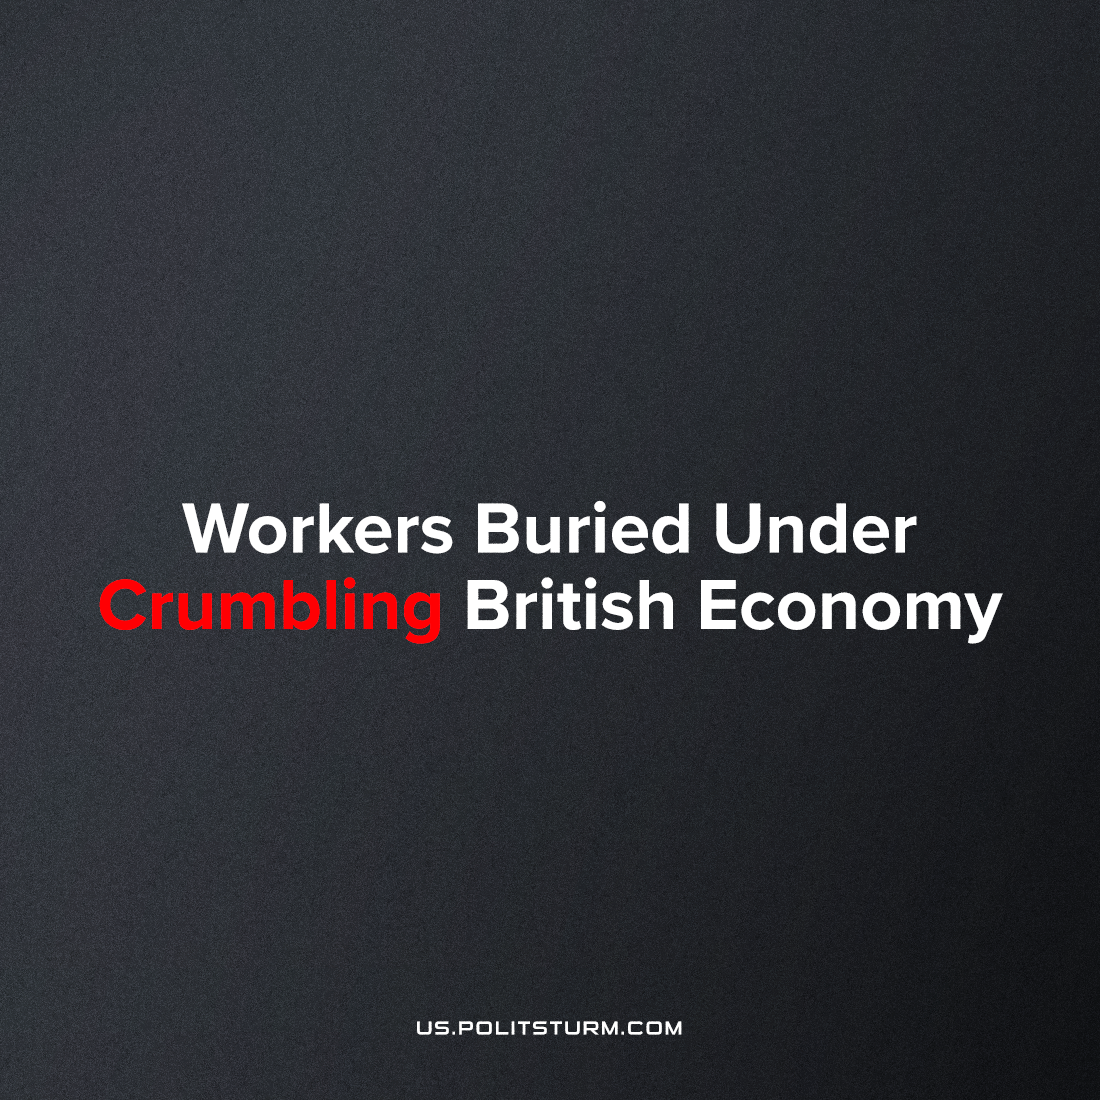 Workers Buried Under
Crumbling British Economy
US.POLITSTURM.COM